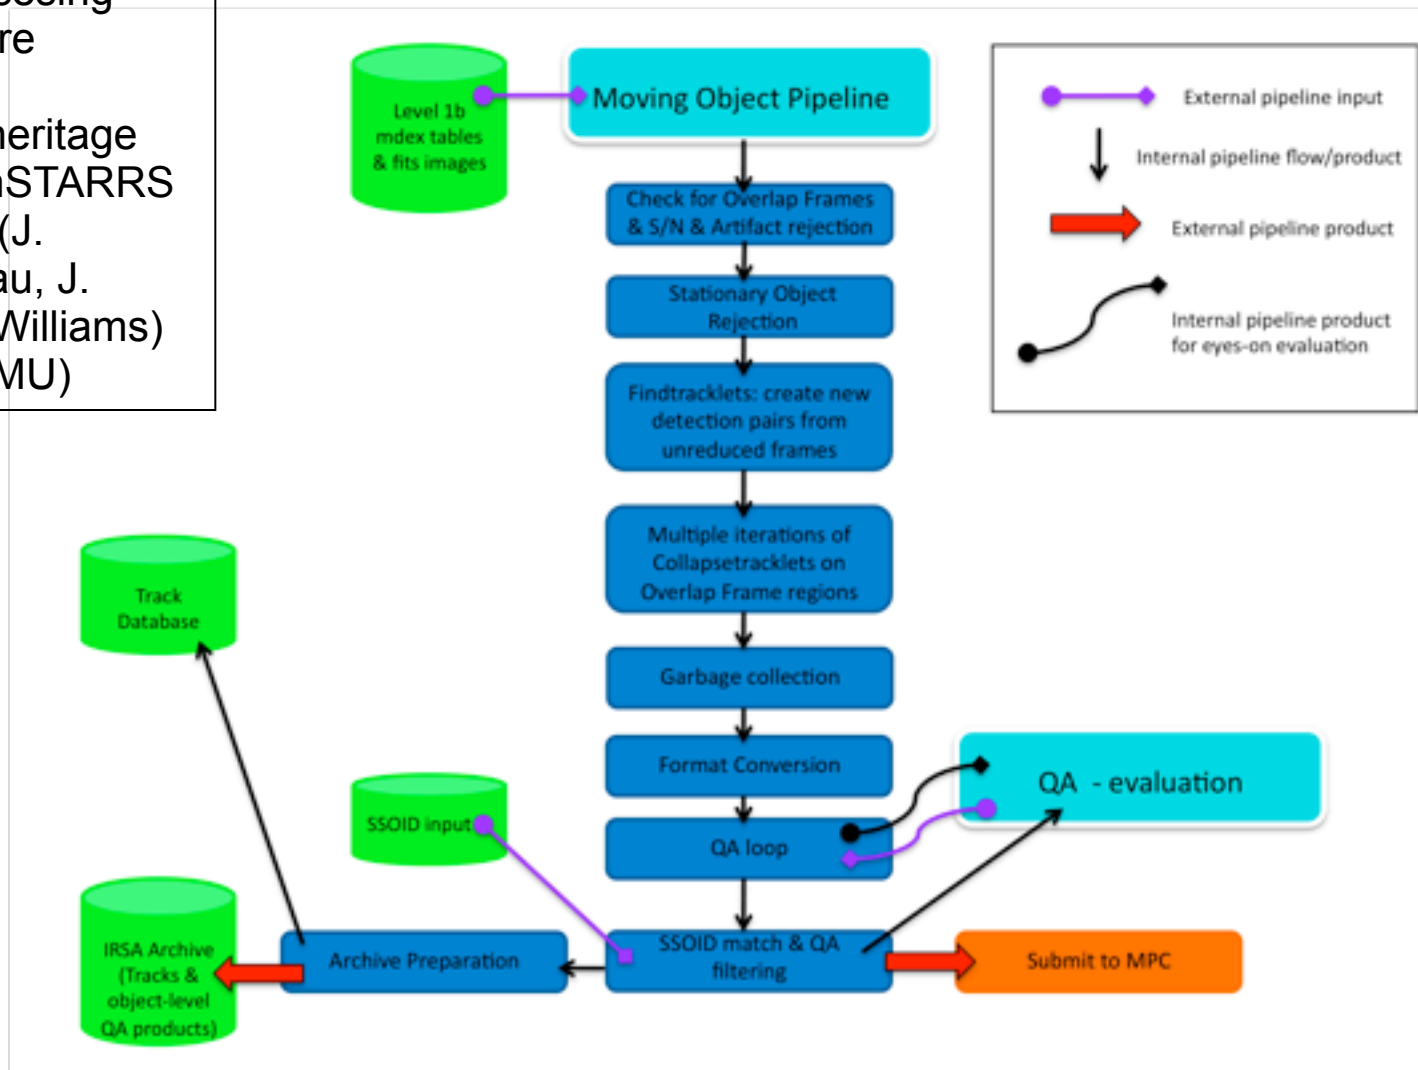 re
heritage
STARRS
(J.
au, J.
Williams)
MU)
Level 1b
mdex tables
& fits images
Moving Object Pipeline
Check for Overlap Frames
& S/N & Artifact rejection
Stationary Object
Rejection
Findtracklets: create new
detection pairs from
unreduced frames
Multiple iterations of
Collapsetracklets on
Overlap Frame regions
Garbage collection
Format Conversion
QA loop
SSOID match & QA
filtering
External pipeline input
Internal pipeline flow/product
External pipeline product
Internal pipeline product
for eyes-on evaluation
Track
Database
SSOID input
QA - evaluation
IRSA Archive
(Tracks &
object-level
QA products)
Archive Preparation
Submit to MPC